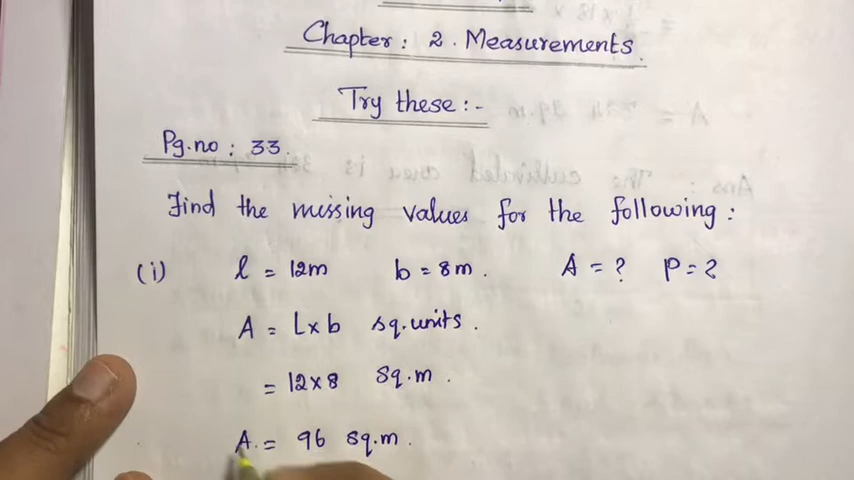 Chapter : 2. Measurements.
Try these :-
Pg.no : 33.
Find the missing values for the following :
(i) l = 12m b = 8m. A = ? P = ?
A = L×b sq.units.
= 12×8 Sq.m.
A. = 96 sq.m.